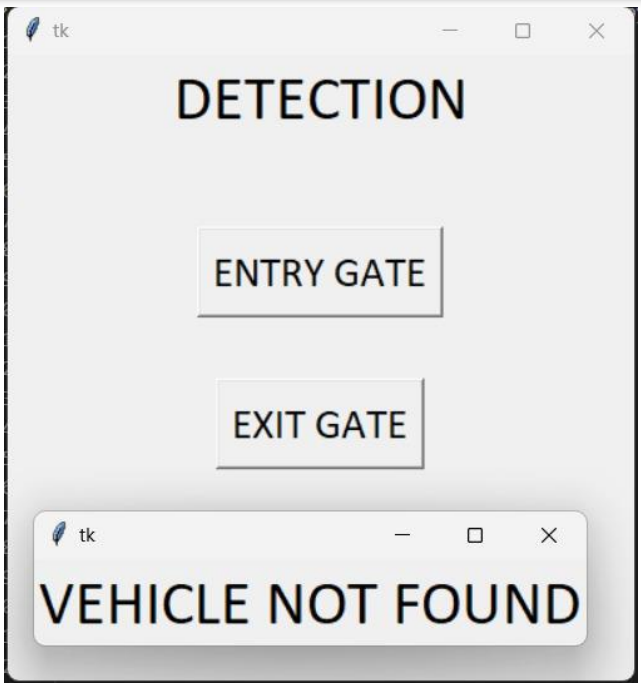 tk
DETECTION
ENTRY GATE
EXIT GATE
tk
VEHICLE NOT FOUND